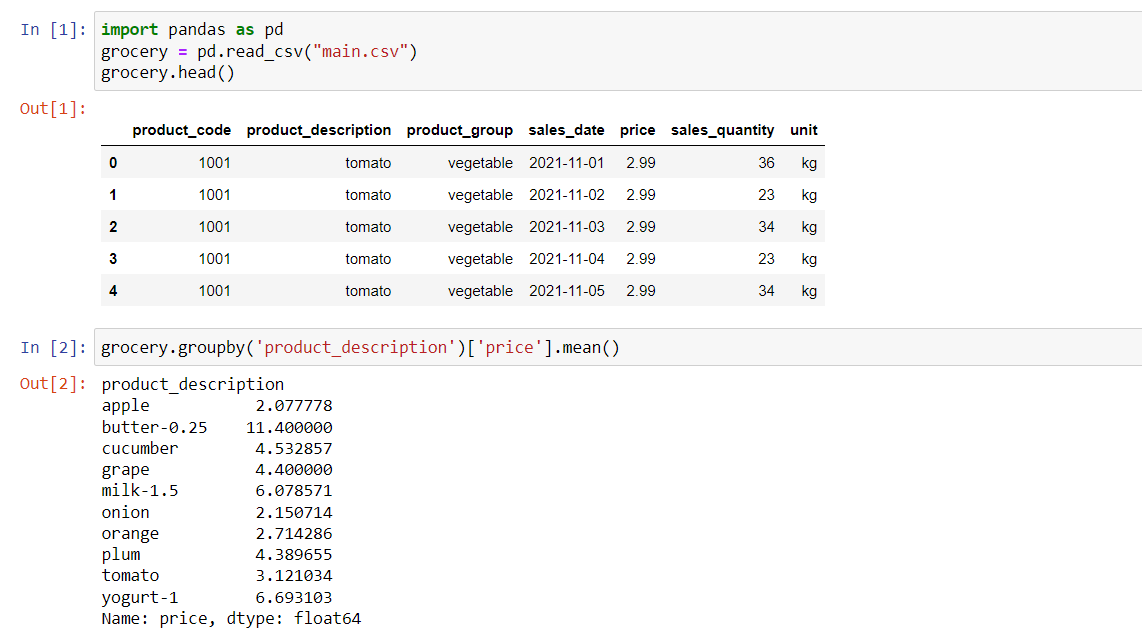 In [1]: import pandas as pd
grocery = pd.read_csv("main.csv")
grocery.head()
Out[1]:
product_code product_description product_group sales_date price sales_quantity unit
0 1001 tomato vegetable 2021-11-01 2.99 36 kg
1 1001 tomato vegetable 2021-11-02 2.99 23 kg
2 1001 tomato vegetable 2021-11-03 2.99 34 kg
3 1001 tomato vegetable 2021-11-04 2.99 23 kg
4 1001 tomato vegetable 2021-11-05 2.99 34 kg
In [2]: grocery.groupby('product_description')['price'].mean()
Out[2]: product_description
apple 2.077778
butter-0.25 11.400000
cucumber 4.532857
grape 4.400000
milk-1.5 6.078571
onion 2.150714
orange 2.714286
plum 4.389655
tomato 3.121034
yogurt-1 6.693103
Name: price, dtype: float64